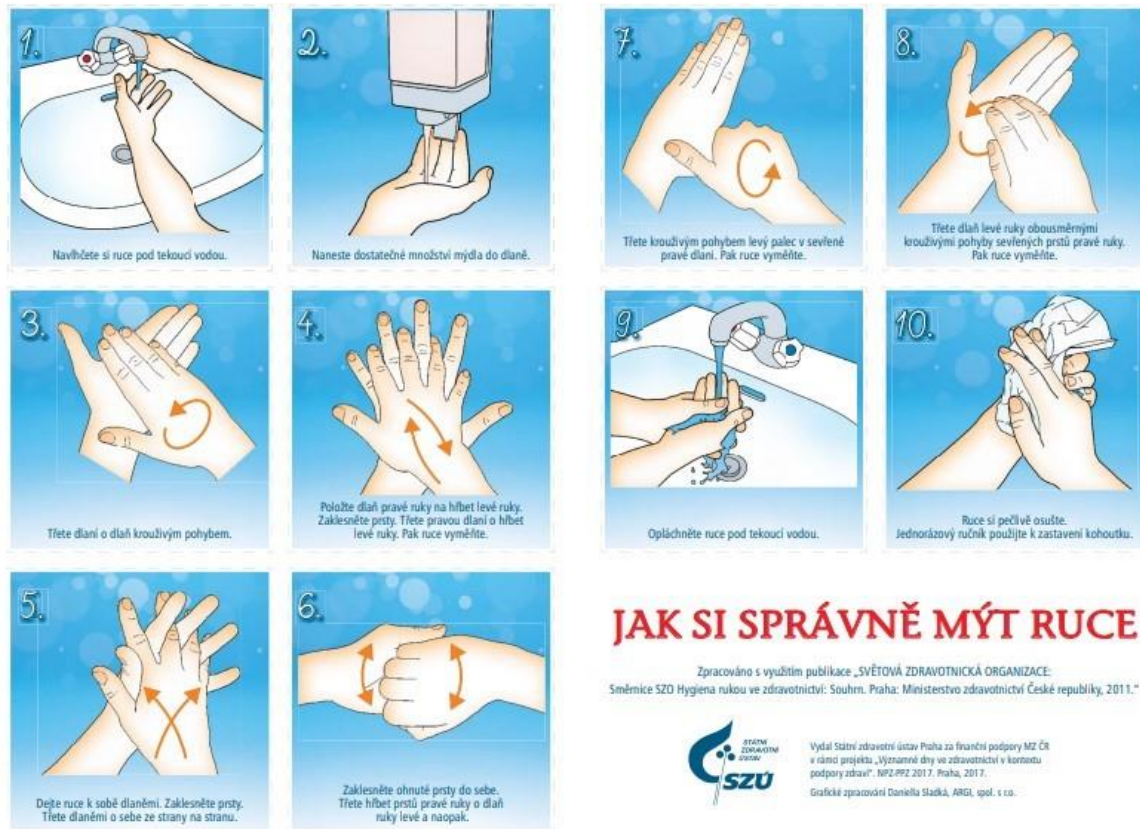 1.
Navlhčete si ruce pod tekoucí vodou.
2.
Naneste dostatečné množství mýdla do dlaně.
3.
Třete dlaní o dlaň krouživým pohybem.
4.
Položte dlaň pravé ruky na hřbet levé ruky.
Zaklesněte prsty. Třete pravou dlaní o hřbet
levé ruky. Pak ruce vyměňte.
5.
Dejte ruce k sobě dlaněmi. Zaklesněte prsty.
Třete dlaněmi o sebe ze strany na stranu.
6.
Zaklesněte ohnuté prsty do sebe.
Třete hřbet prstů pravé ruky o dlaň
ruky levé a naopak.
7.
Třete krouživým pohybem levý palec v sevřené
pravé dlani. Pak ruce vyměňte.
8.
Třete dlaň levé ruky obousměrnými
krouživými pohyby sevřených prstů pravé ruky.
Pak ruce vyměňte.
9.
Opláchněte ruce pod tekoucí vodou.
10.
Ruce si pečlivě osušte.
Jednorázový ručník použijte k zastavení kohoutku.
JAK SI SPRÁVNĚ MÝT RUCE
Zpracováno s využitím publikace „SVĚTOVÁ ZDRAVOTNICKÁ ORGANIZACE:
Směrnice SZO Hygiena rukou ve zdravotnictví: Souhrn. Praha: Ministerstvo zdravotnictví České republiky, 2011.“
STÁTNÍ
ZDRAVOTNÍ
ÚSTAV
SZÚ
Vydal Státní zdravotní ústav Praha za finanční podpory MZ ČR
v rámci projektu „Významné dny ve zdravotnictví v kontextu
podpory zdraví“. NPZ-PPZ 2017. Praha, 2017.
Grafické zpracování Daniella Sladká, ARGI, spol. s r.o.